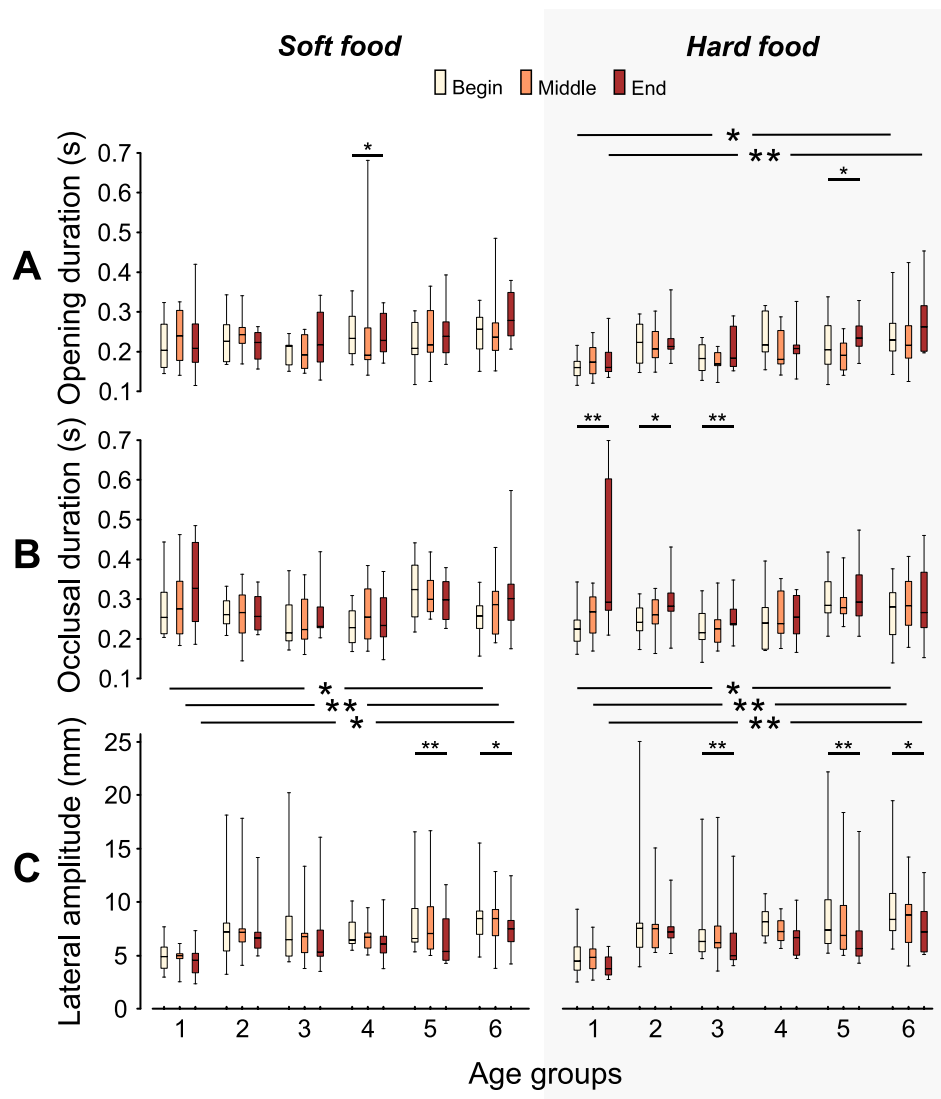 Soft food Hard food
Begin Middle End
* **
*
*
A
Opening duration (s)
0.7
0.6
0.5
0.4
0.3
0.2
0.1
** * **
B
Occlusal duration (s)
0.7
0.6
0.5
0.4
0.3
0.2
0.1
* *
** **
* **
** * ** ** *
C
Lateral amplitude (mm)
25
20
15
10
5
0
1 2 3 4 5 6 1 2 3 4 5 6
Age groups